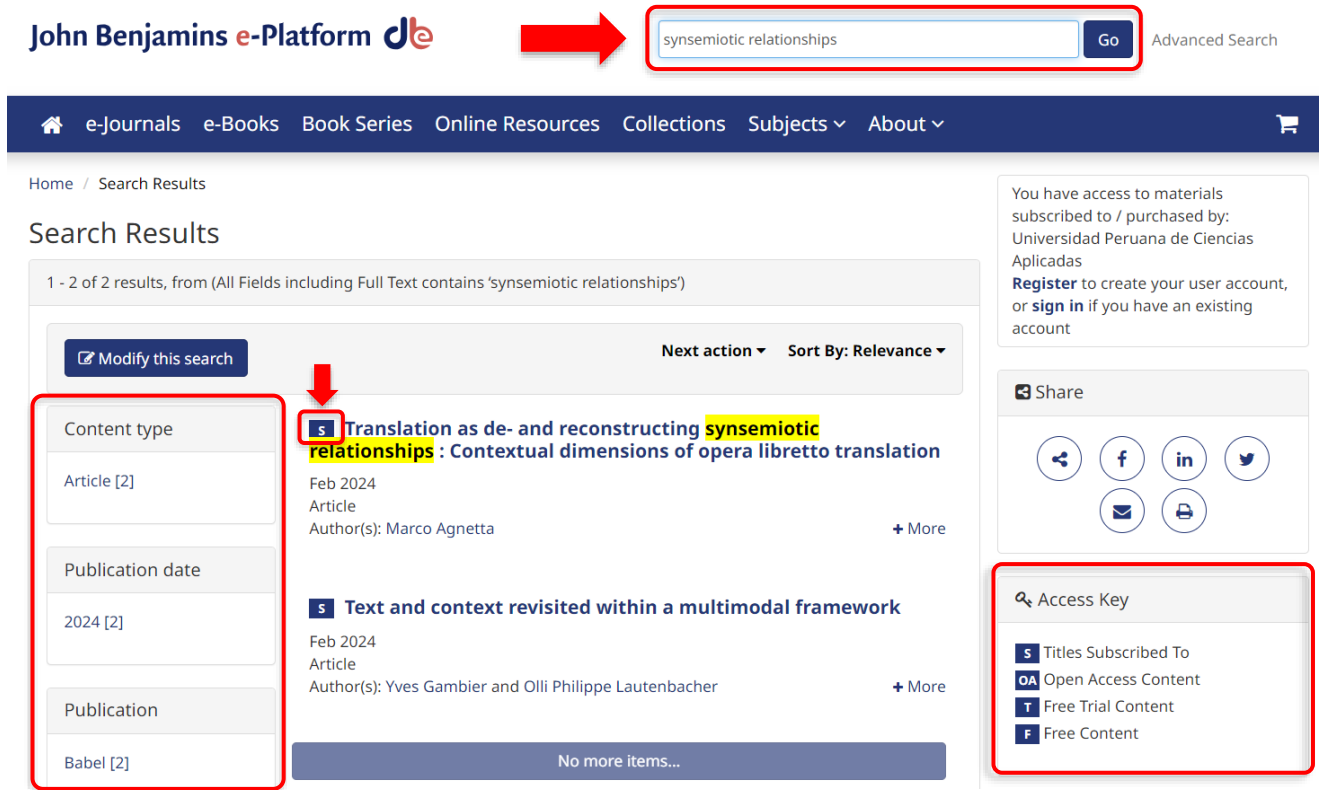 John Benjamins e-Platform
synsemiotic relationships
Go
Advanced Search
e-Journals e-Books Book Series Online Resources Collections Subjects About
Home / Search Results
Search Results
1 - 2 of 2 results, from (All Fields including Full Text contains ‘synsemiotic relationships’)
Modify this search
Next action
Sort By: Relevance
Content type
Article [2]
Publication date
2024 [2]
Publication
Babel [2]
S Translation as de- and reconstructing synsemiotic
relationships : Contextual dimensions of opera libretto translation
Feb 2024
Article
Author(s): Marco Agnetta
+ More
S Text and context revisited within a multimodal framework
Feb 2024
Article
Author(s): Yves Gambier and Olli Philippe Lautenbacher
+ More
No more items...
You have access to materials
subscribed to / purchased by:
Universidad Peruana de Ciencias
Aplicadas
Register to create your user account,
or sign in if you have an existing
account
Share
f
in
Access Key
S Titles Subscribed To
OA Open Access Content
T Free Trial Content
F Free Content